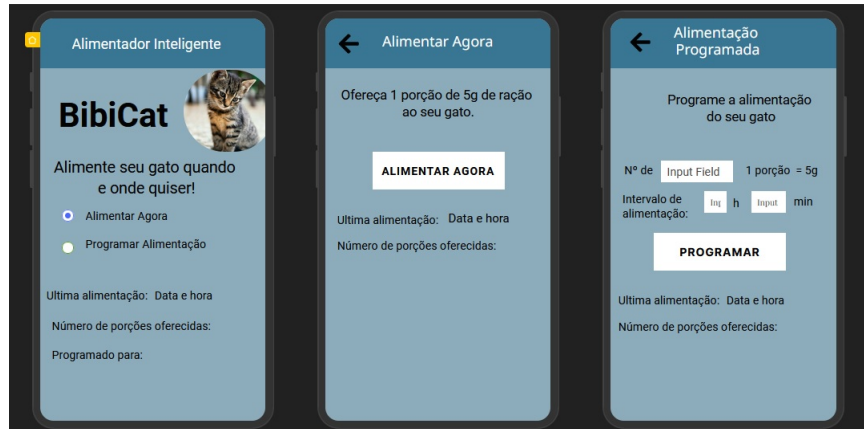 Alimentador Inteligente
BibiCat
Alimente seu gato quando
e onde quiser!
Alimentar Agora
Programar Alimentação
Ultima alimentação: Data e hora
Número de porções oferecidas:
Programado para:
Alimentar Agora
Ofereça 1 porção de 5g de ração
ao seu gato.
ALIMENTAR AGORA
Ultima alimentação: Data e hora
Número de porções oferecidas:
Alimentação
Programada
Programe a alimentação
do seu gato
Nº de Input Field 1 porção = 5g
Intervalo de
alimentação: Inp h Input min
PROGRAMAR
Ultima alimentação: Data e hora
Número de porções oferecidas: